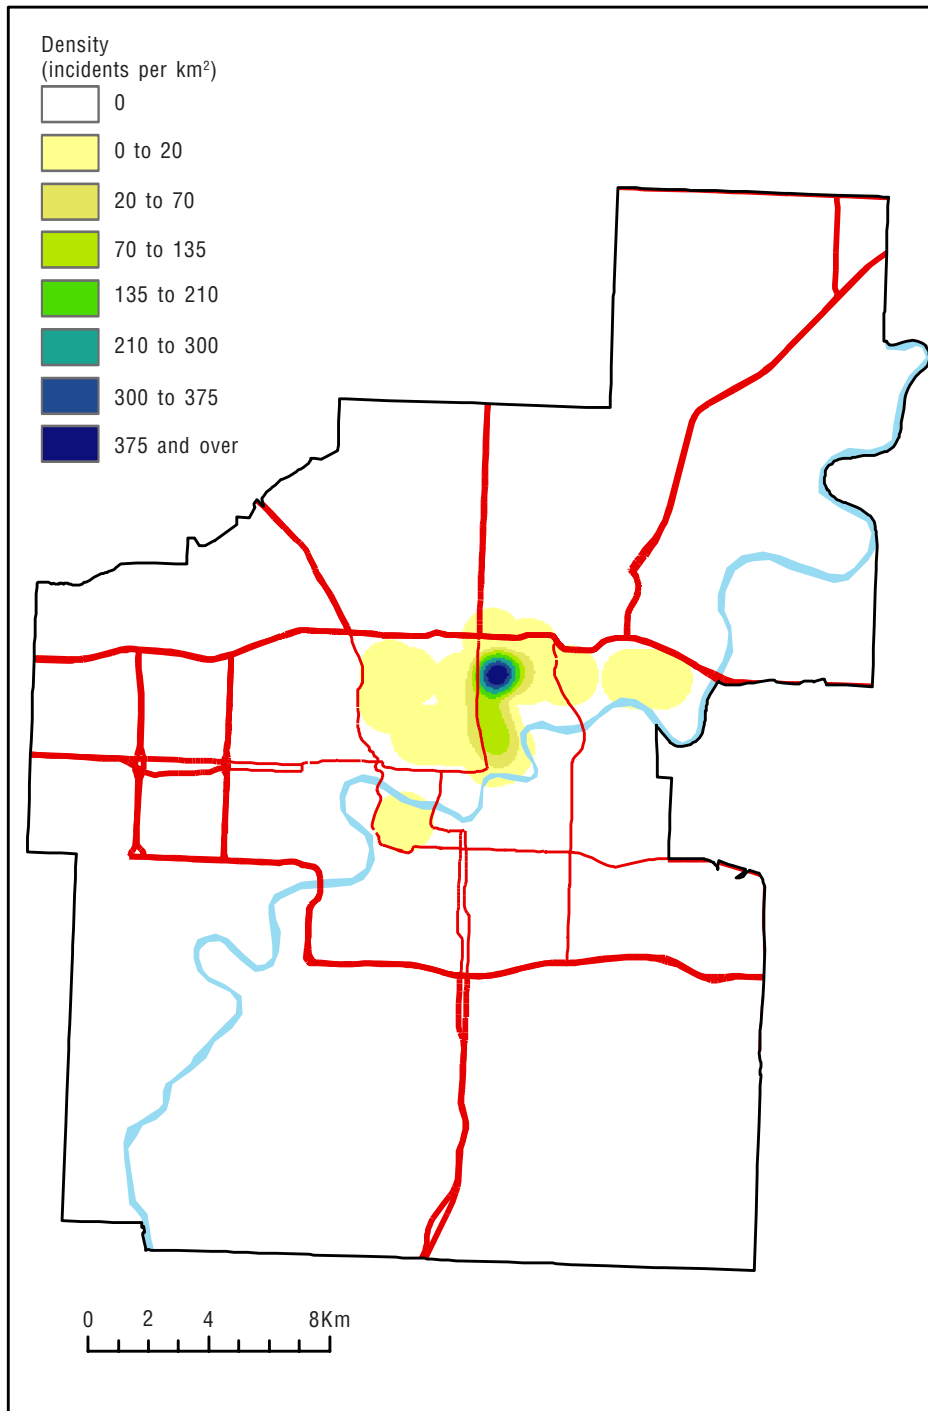 Density
(incidents per km²)
0
0 to 20
20 to 70
70 to 135
135 to 210
210 to 300
300 to 375
375 and over
0 2 4 8Km